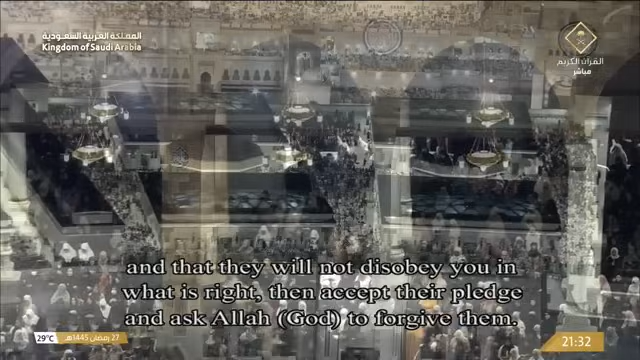 المملكة العربية السعودية
Kingdom of Saudi Arabia
القرآن الكريم
مباشر
and that they will not disobey you in
what is right, then accept their pledge
and ask Allah (God) to forgive them.
29°C
27 رمضان 1445هـ
21:32